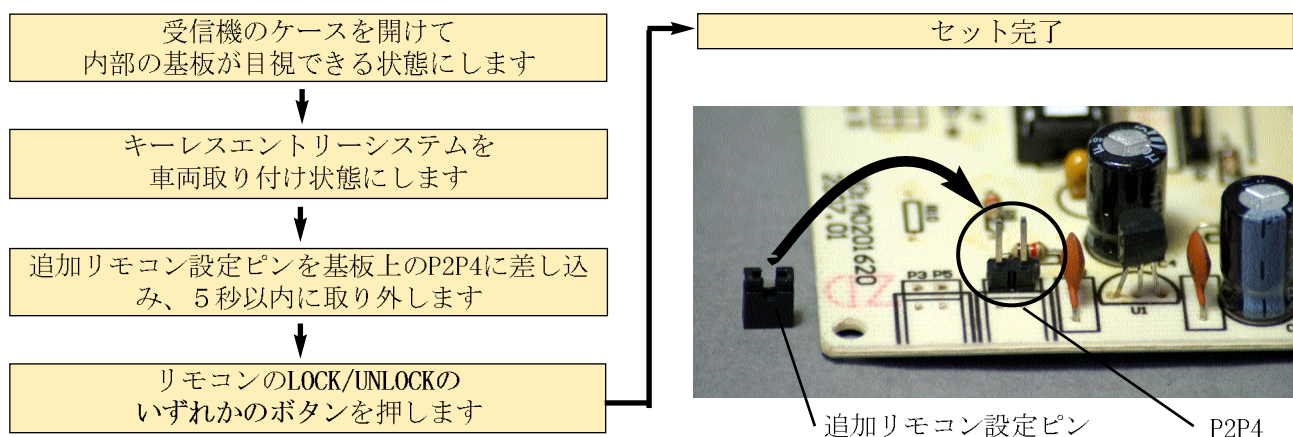 受信機のケースを開けて
内部の基板が目視できる状態にします
キーレスエントリーシステムを
車両取り付け状態にします
追加リモコン設定ピンを基板上のP2P4に差し込
み、５秒以内に取り外します
リモコンのLOCK/UNLOCKの
いずれかのボタンを押します
セット完了
R10
P3 P5
U1
追加リモコン設定ピン
P2P4